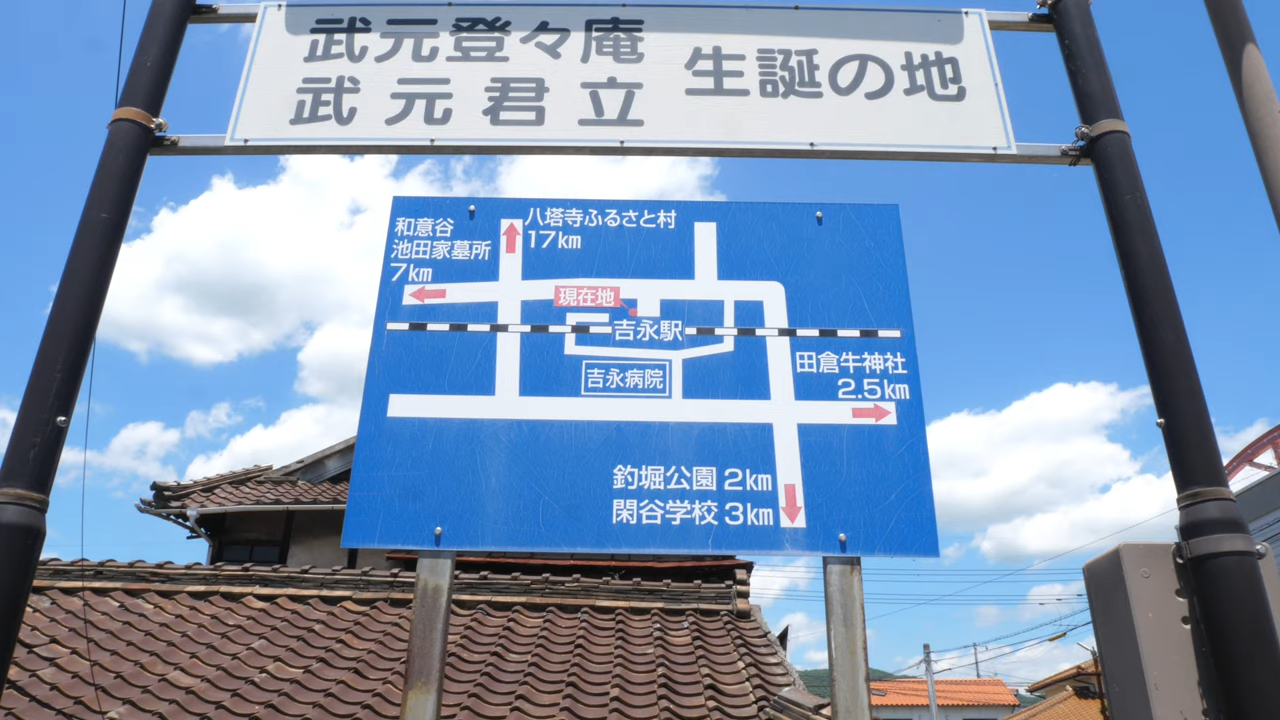 武元登々庵
武元君立
生誕の地
和意谷
池田家墓所
7km
八塔寺ふるさと村
17km
現在地
吉永駅
吉永病院
田倉牛神社
2.5km
釣堀公園 2km
閑谷学校 3km